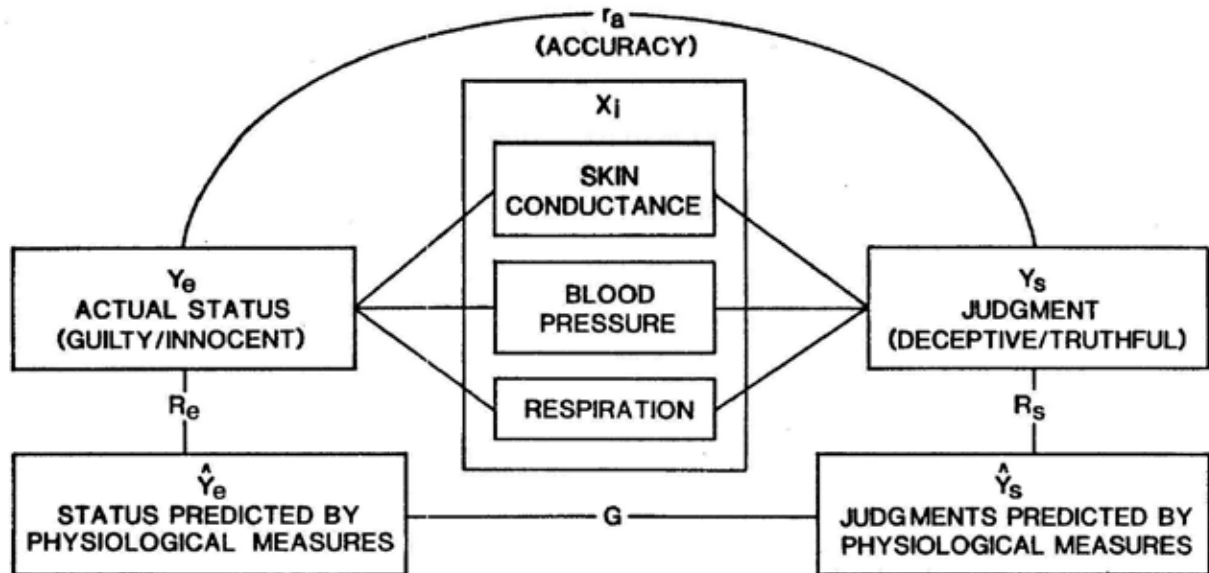 ra
(ACCURACY)
Xi
SKIN
CONDUCTANCE
BLOOD
PRESSURE
RESPIRATION
Ye
ACTUAL STATUS
(GUILTY/INNOCENT)
Ys
JUDGMENT
(DECEPTIVE/TRUTHFUL)
Re
Rs
Ŷe
STATUS PREDICTED BY
PHYSIOLOGICAL MEASURES
G
Ŷs
JUDGMENTS PREDICTED BY
PHYSIOLOGICAL MEASURES